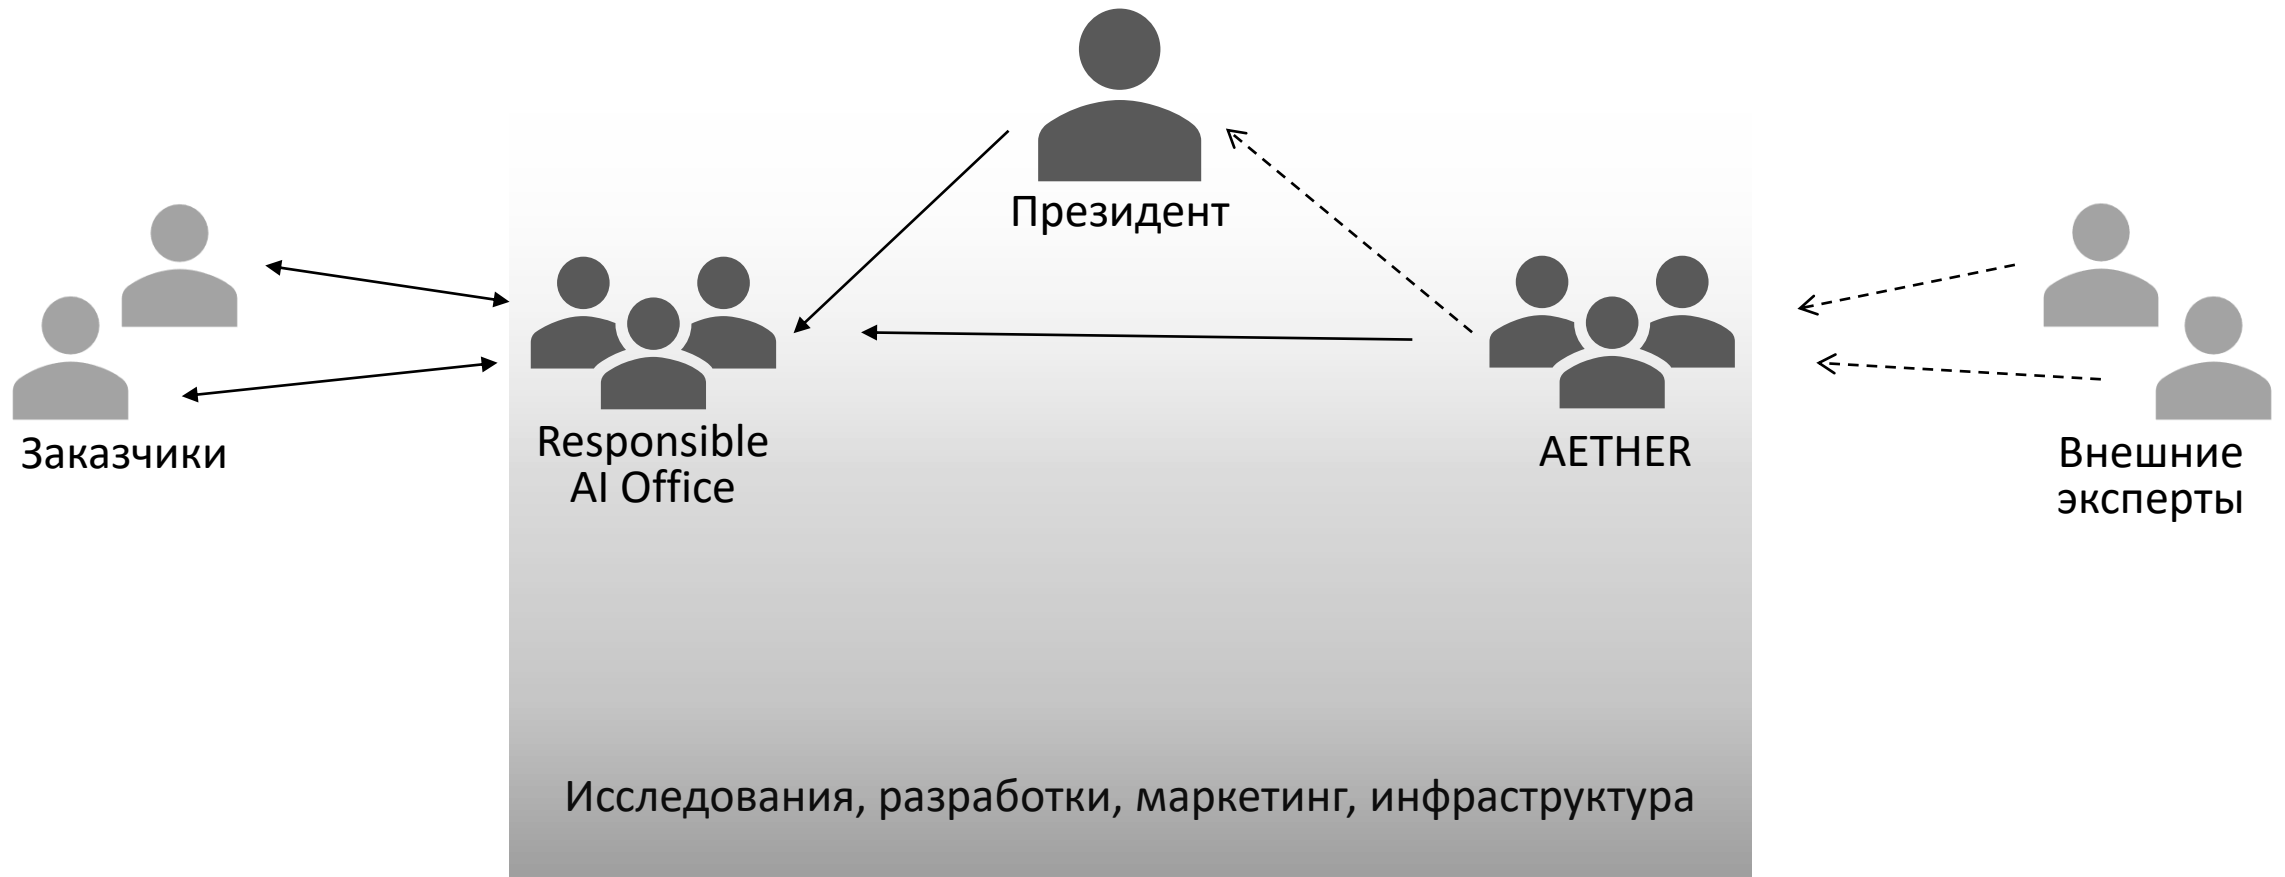 Президент
Заказчики
Responsible
AI Office
AETHER
Внешние
эксперты
Исследования, разработки, маркетинг, инфраструктура